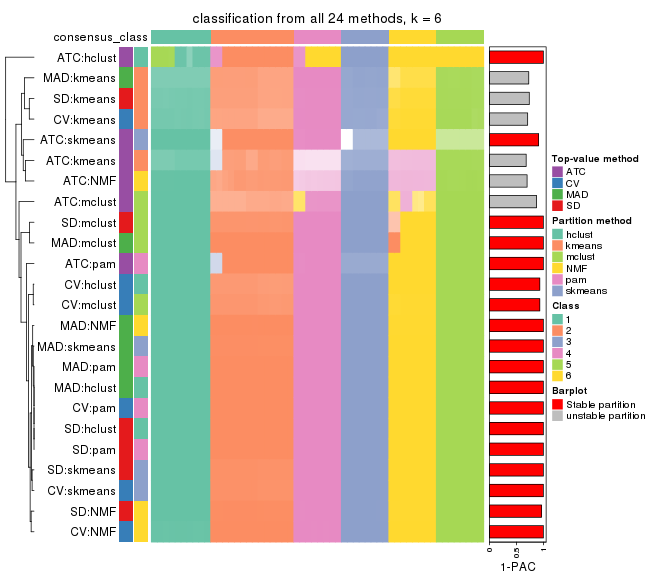 classification from all 24 methods, k = 6
consensus_class
ATC:hclust
MAD:kmeans
SD:kmeans
CV:kmeans
ATC:skmeans
ATC:kmeans
ATC:NMF
ATC:mclust
SD:mclust
MAD:mclust
ATC:pam
CV:hclust
CV:mclust
MAD:NMF
MAD:skmeans
MAD:pam
MAD:hclust
CV:pam
SD:hclust
SD:pam
SD:skmeans
CV:skmeans
SD:NMF
CV:NMF
0
0.5
1
1-PAC
Top-value method
ATC
CV
MAD
SD
Partition method
hclust
kmeans
mclust
NMF
pam
skmeans
Class
1
2
3
4
5
6
Barplot
Stable partition
unstable partition